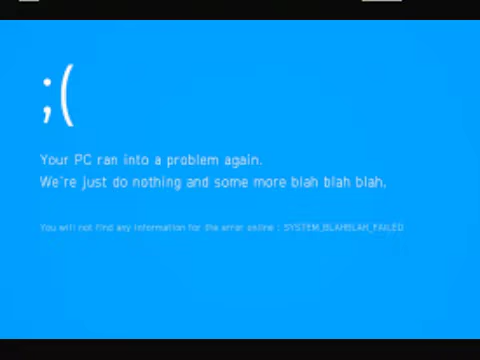 ;(
Your PC ran into a problem again.
We're just do nothing and some more blah blah blah.
You will not find any information for the error online : SYSTEM_BLAHBLAH_FAILED